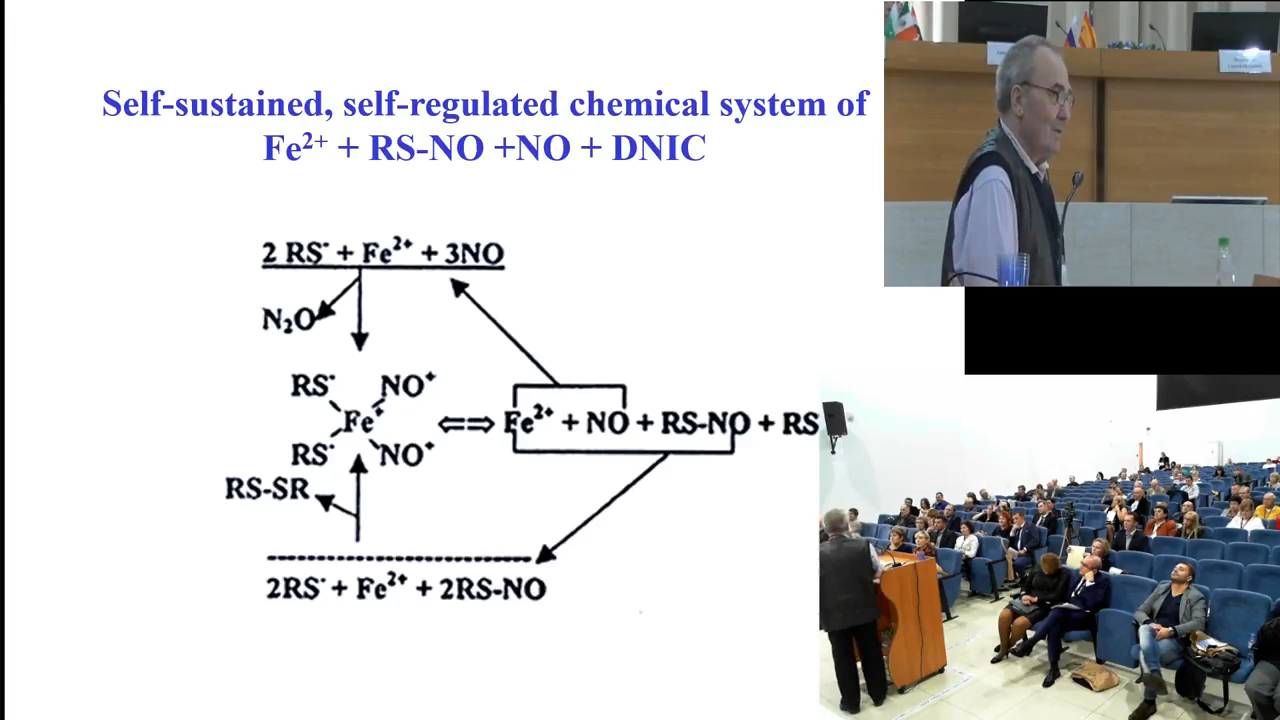 Self-sustained, self-regulated chemical system of
Fe²⁺ + RS-NO +NO + DNIC
2 RS⁻ + Fe²⁺ + 3NO
N₂O
RS⁻ NO⁺
Fe⁺ ⇐⇒ Fe²⁺ + NO + RS-NO + RS
RS⁻ NO⁺
RS-SR
2RS⁻ + Fe²⁺ + 2RS-NO